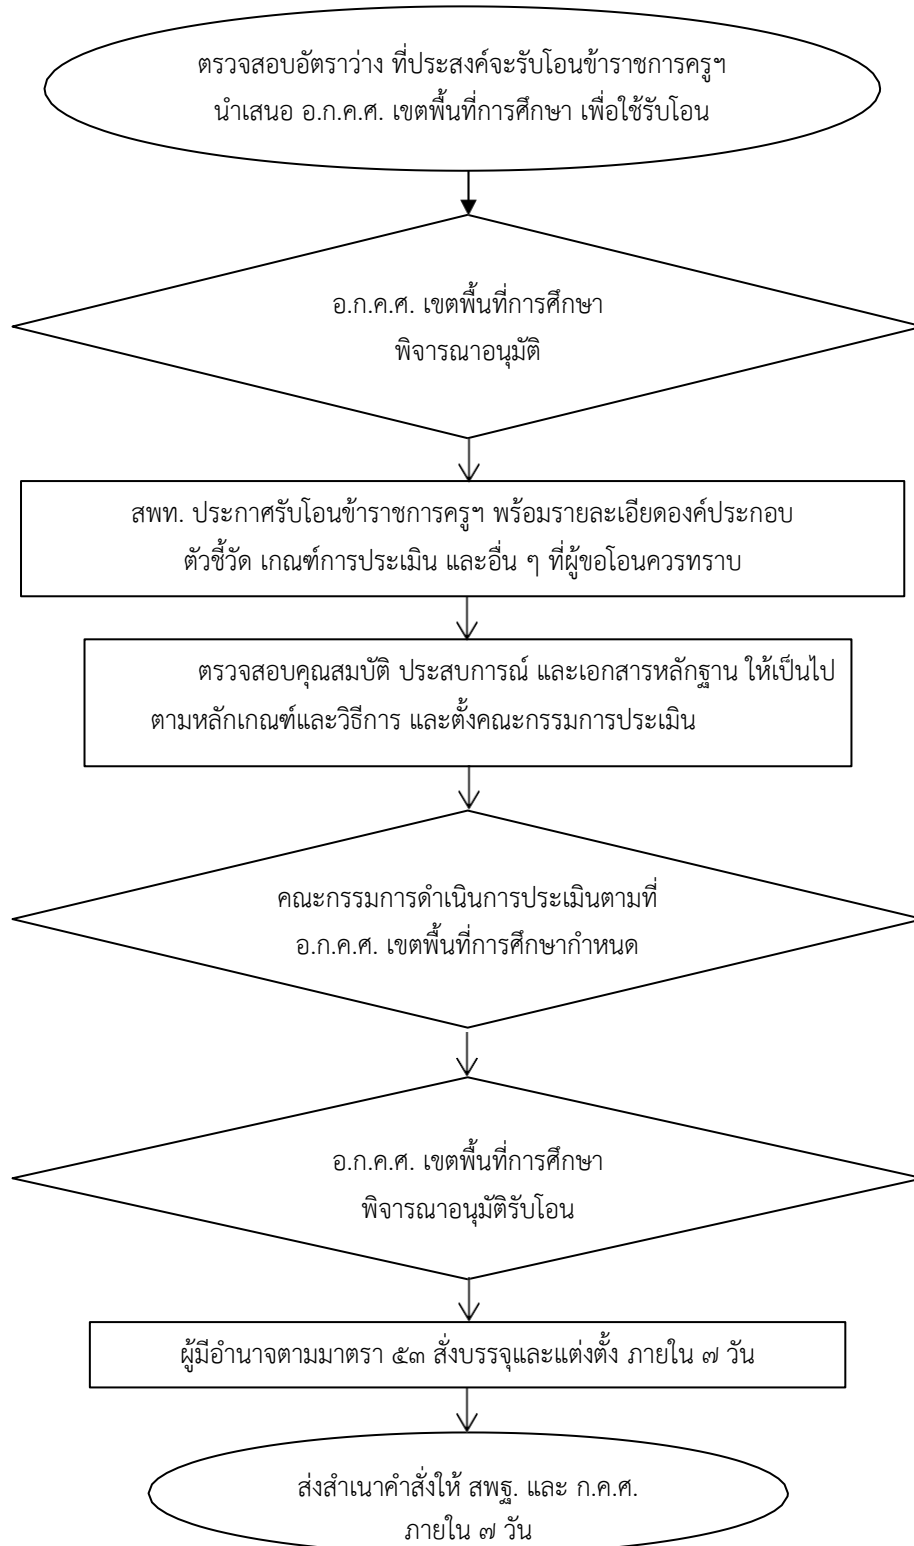 ตรวจสอบอัตราว่าง ที่ประสงค์จะรับโอนข้าราชการครูฯ
นำเสนอ อ.ก.ค.ศ. เขตพื้นที่การศึกษา เพื่อใช้รับโอน
อ.ก.ค.ศ. เขตพื้นที่การศึกษา
พิจารณาอนุมัติ
สพท. ประกาศรับโอนข้าราชการครูฯ พร้อมรายละเอียดองค์ประกอบ
ตัวชี้วัด เกณฑ์การประเมิน และอื่น ๆ ที่ผู้ขอโอนควรทราบ
ตรวจสอบคุณสมบัติ ประสบการณ์ และเอกสารหลักฐาน ให้เป็นไป
ตามหลักเกณฑ์และวิธีการ และตั้งคณะกรรมการประเมิน
คณะกรรมการดำเนินการประเมินตามที่
อ.ก.ค.ศ. เขตพื้นที่การศึกษากำหนด
อ.ก.ค.ศ. เขตพื้นที่การศึกษา
พิจารณาอนุมัติรับโอน
ผู้มีอำนาจตามมาตรา ๕๓ สั่งบรรจุและแต่งตั้ง ภายใน ๗ วัน
ส่งสำเนาคำสั่งให้ สพฐ. และ ก.ค.ศ.
ภายใน ๗ วัน